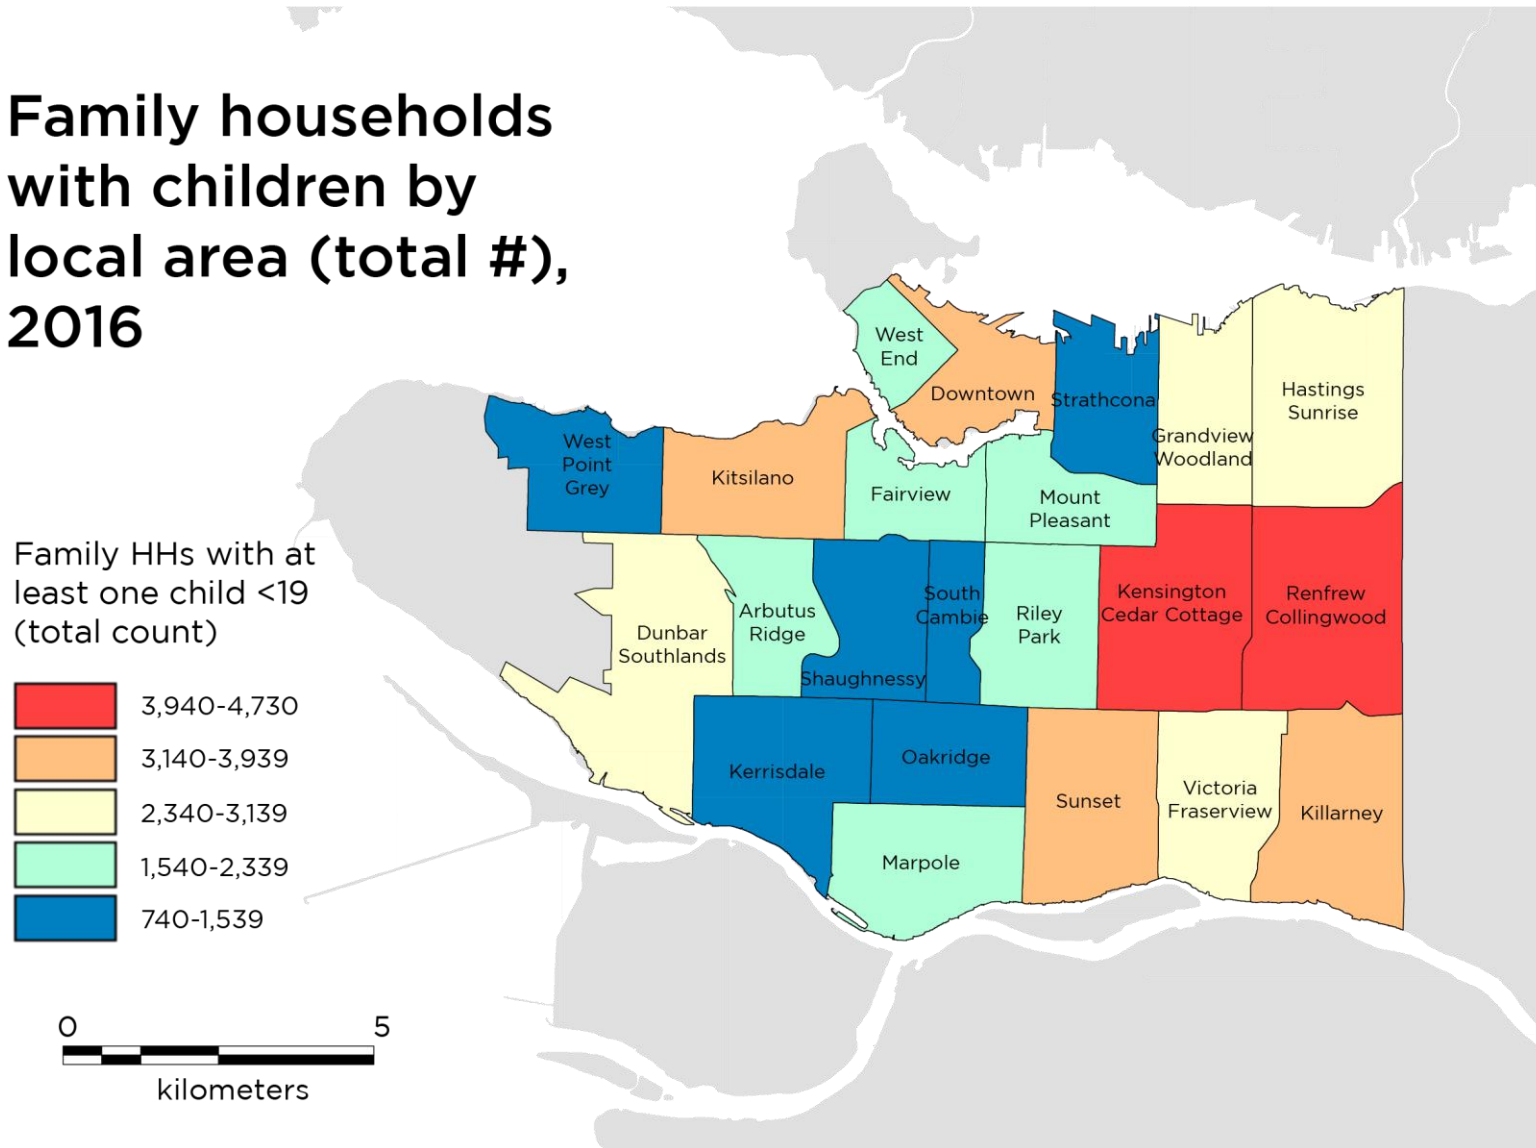 Family households
with children by
local area (total #),
2016
West
End
Downtown
Strathcona
Hastings
Sunrise
Grandview
Woodland
West
Point
Grey
Kitsilano
Fairview
Mount
Pleasant
Family HHs with at
least one child <19
(total count)
3,940-4,730
3,140-3,939
2,340-3,139
1,540-2,339
740-1,539
Dunbar
Southlands
Arbutus
Ridge
Shaughnessy
South
Cambie
Riley
Park
Kensington
Cedar Cottage
Renfrew
Collingwood
Kerrisdale
Oakridge
Marpole
Sunset
Victoria
Fraserview
Killarney
0 5
kilometers